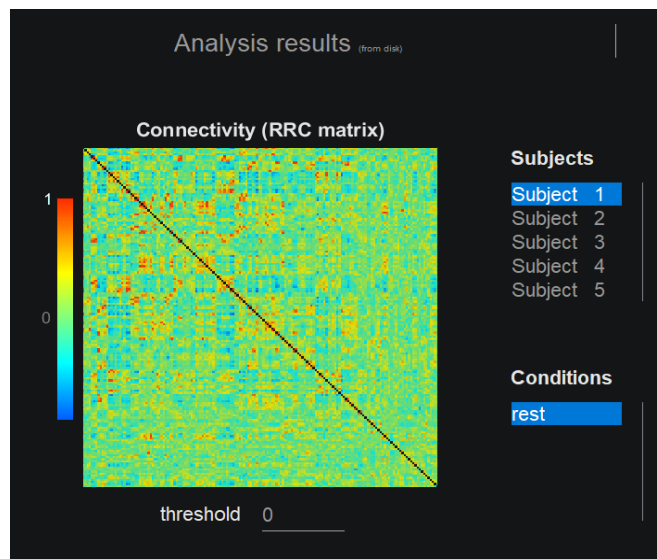 Analysis results (from disk)
Connectivity (RRC matrix)
1
0
threshold 0
Subjects
Subject 1
Subject 2
Subject 3
Subject 4
Subject 5
Conditions
rest